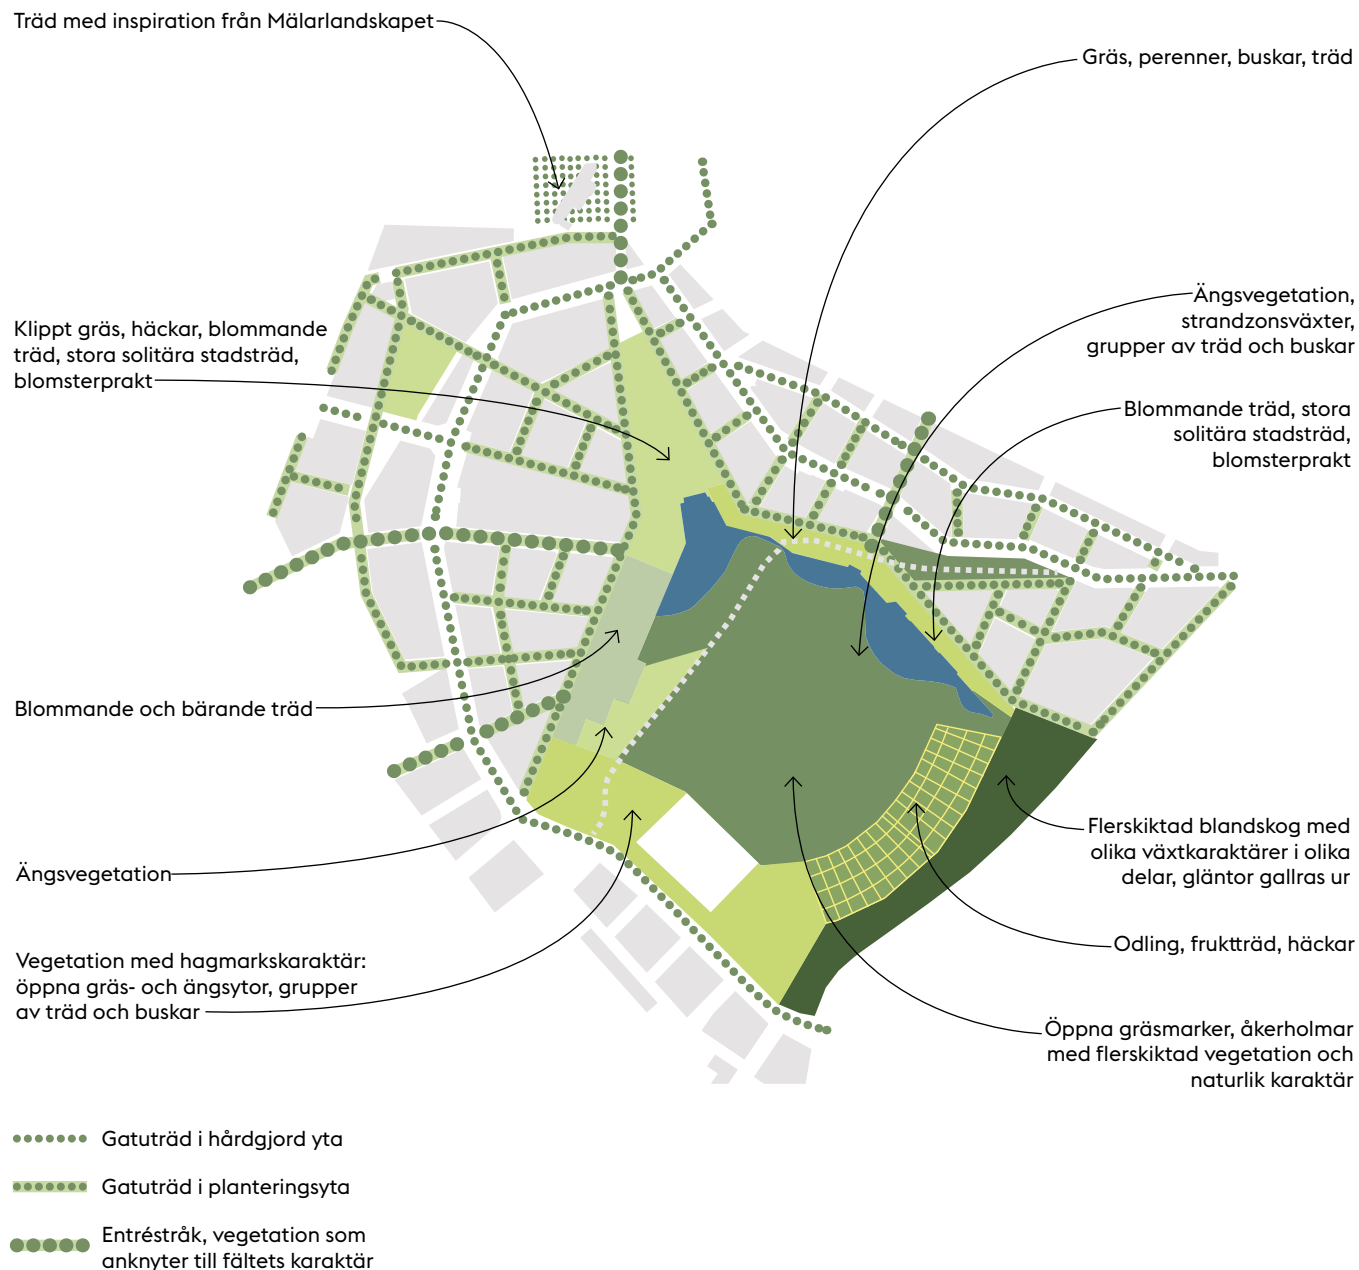 Träd med inspiration från Mälarlandskapet
Gräs, perenner, buskar, träd
Ängsvegetation,
strandzonsväxter,
grupper av träd och buskar
Klippt gräs, häckar, blommande
träd, stora solitära stadsträd,
blomsterprakt
Blommande träd, stora
solitära stadsträd,
blomsterprakt
Blommande och bärande träd
Flerskiktad blandskog med
olika växtkaraktärer i olika
delar, gläntor gallras ur
Ängsvegetation
Odling, fruktträd, häckar
Vegetation med hagmarkskaraktär:
öppna gräs- och ängsytor, grupper
av träd och buskar
Öppna gräsmarker, åkerholmar
med flerskiktad vegetation och
naturlik karaktär
Gatuträd i hårdgjord yta
Gatuträd i planteringsyta
Entréstråk, vegetation som
anknyter till fältets karaktär